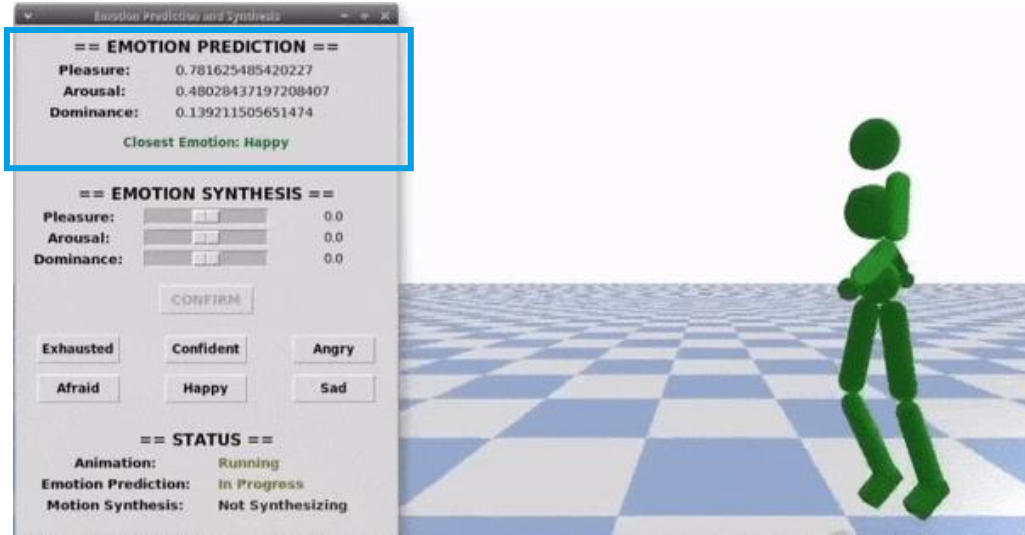 Emotion Prediction and Synthesis
== EMOTION PREDICTION ==
Pleasure: 0.781625485420227
Arousal: 0.48028437197208407
Dominance: 0.139211505651474
Closest Emotion: Happy
== EMOTION SYNTHESIS ==
Pleasure: 0.0
Arousal: 0.0
Dominance: 0.0
CONFIRM
Exhausted Confident Angry
Afraid Happy Sad
== STATUS ==
Animation: Running
Emotion Prediction: In Progress
Motion Synthesis: Not Synthesizing